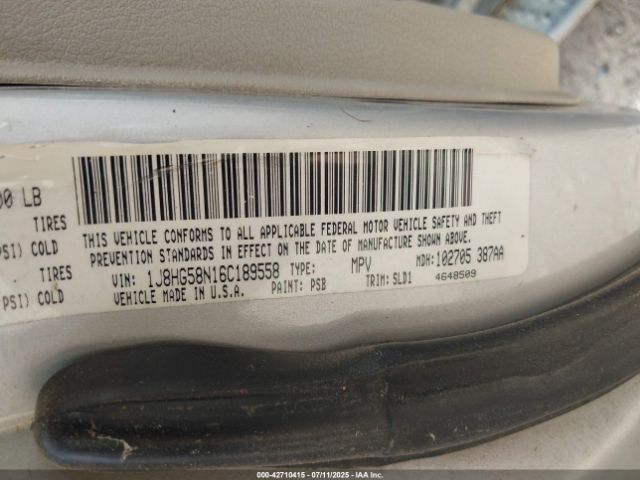 00 LB
TIRES
PSI) COLD
TIRES
PSI) COLD
THIS VEHICLE CONFORMS TO ALL APPLICABLE FEDERAL MOTOR VEHICLE SAFETY AND THEFT
PREVENTION STANDARDS IN EFFECT ON THE DATE OF MANUFACTURE SHOWN ABOVE.
VIN: 1J8HG58N16C189558 TYPE: MPV MDH: 102705 387AA
VEHICLE MADE IN U.S.A. PAINT: PSB TRIM: SLD1 4648509
000-42710415 - 07/11/2025 - IAAI.COM